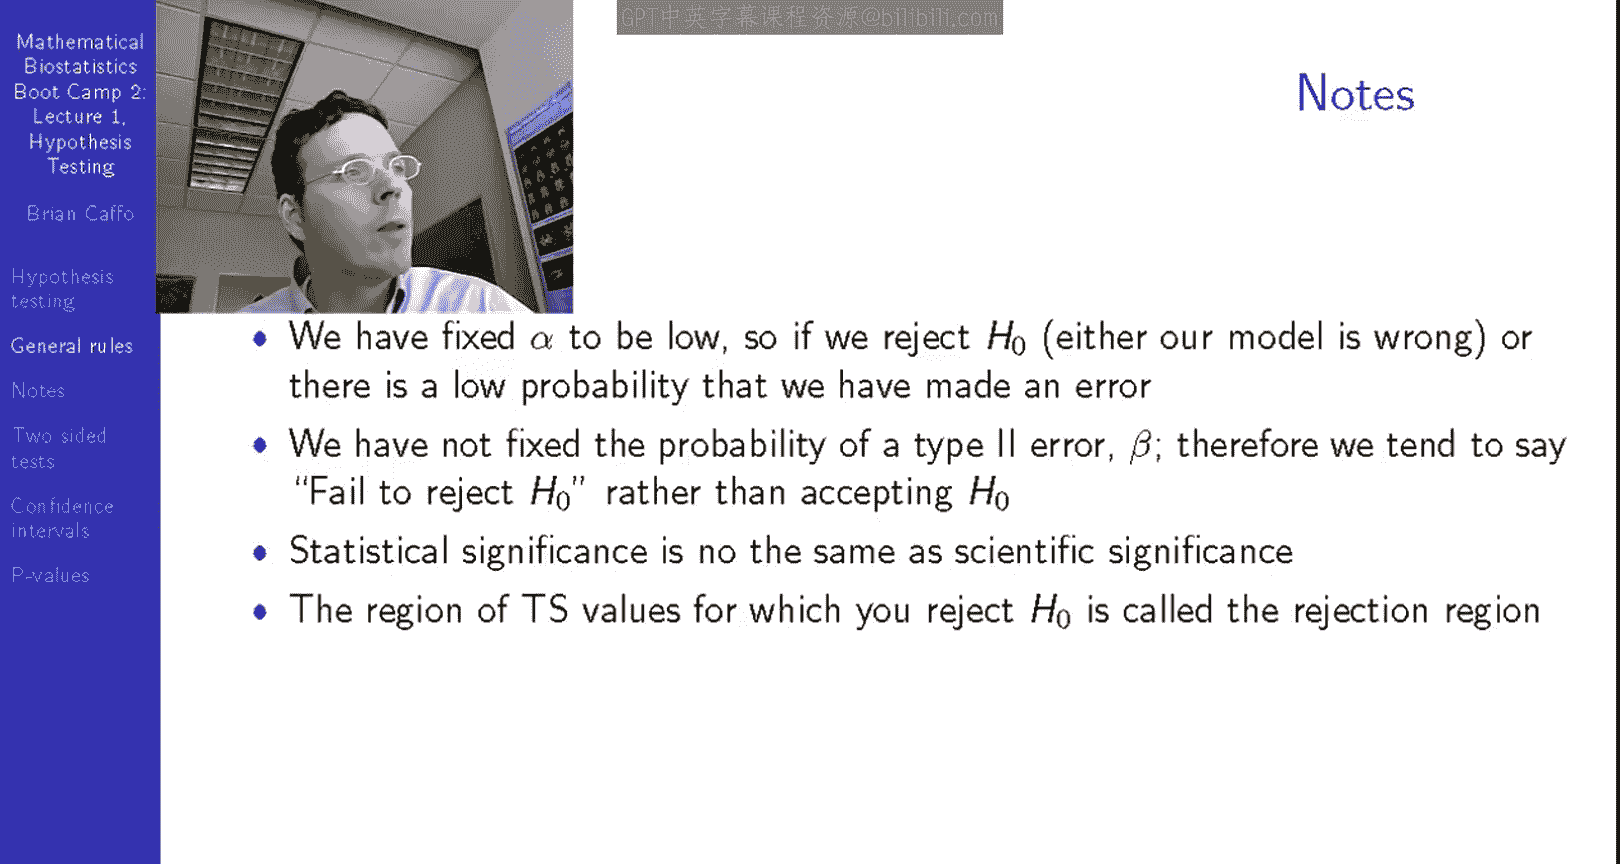 GPT中英字幕课程资源@bilibili.com
Mathematical
Biostatistics
Boot Camp 2:
Lecture 1,
Hypothesis
Testing
Brian Caffo
Hypothesis
testing
General rules
Notes
Two sided
tests
Confidence
intervals
P-values
Notes
• We have fixed α to be low, so if we reject H₀ (either our model is wrong) or
there is a low probability that we have made an error
• We have not fixed the probability of a type II error, β; therefore we tend to say
“Fail to reject H₀” rather than accepting H₀
• Statistical significance is no the same as scientific significance
• The region of TS values for which you reject H₀ is called the rejection region